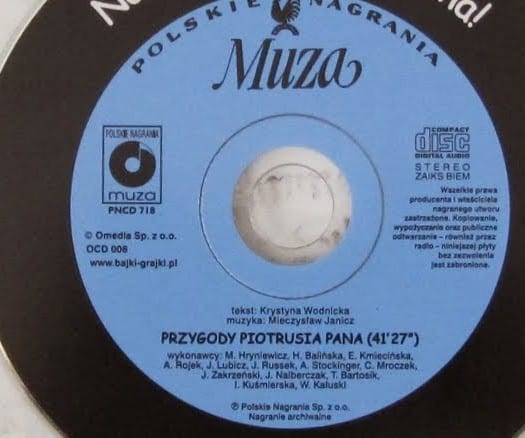 POLSKIE NAGRANIA
Muza
POLSKIE NAGRANIA
muza
PNCD 718
COMPACT
disc
DIGITAL AUDIO
STEREO
ZAIKS BIEM
Wszelkie prawa
producenta i właściciela
nagranego utworu
zastrzeżone. Kopiowanie,
wypożyczanie oraz publiczne
odtwarzanie – również przez
radio – niniejszej płyty
bez zezwolenia
jest zabronione.
© Omedia Sp. z o.o.
OCD 006
www.bajki-grajki.pl
tekst: Krystyna Wodnicka
muzyka: Mieczysław Janicz
PRZYGODY PIOTRUSIA PANA (41'27")
wykonawcy: M. Hryniewicz, H. Balińska, E. Kmiecińska,
A. Rojek, J. Lubicz, J. Russek, A. Stockinger, C. Mroczek,
J. Zakrzeński, J. Nalberczak, T. Bartosik,
I. Kuśmierska, W. Kaluski
℗ Polskie Nagrania Sp. z o.o.
Nagranie archiwalne